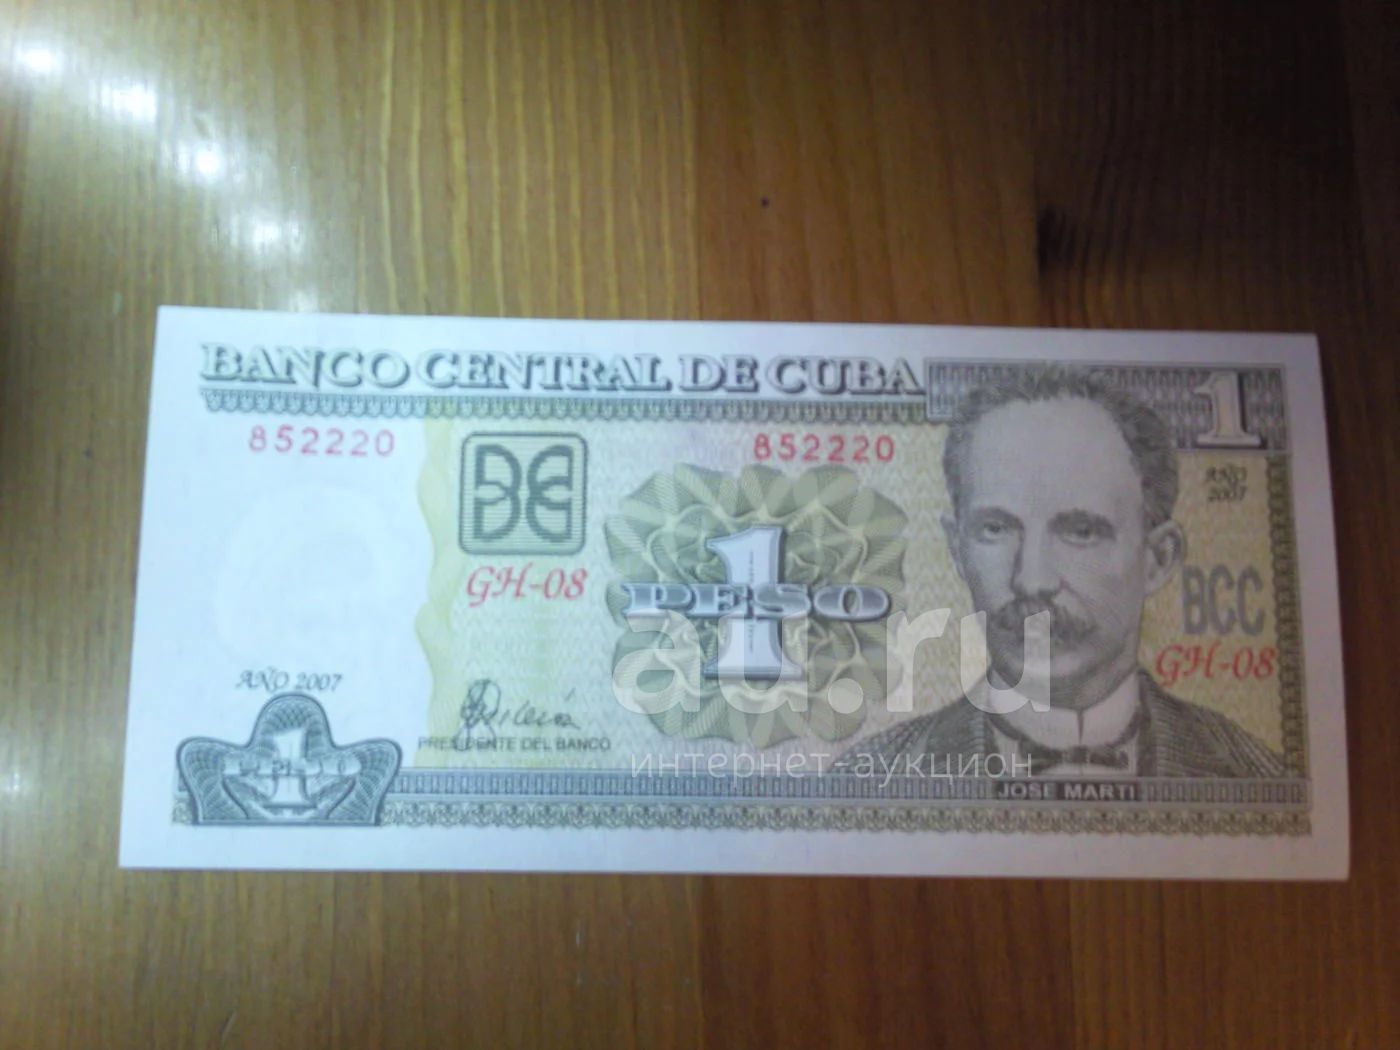 BANCO CENTRAL DE CUBA
1
852220
852220
AÑO
2007
GH-08
1
PESO
BCC
GH-08
AÑO 2007
PRESIDENTE DEL BANCO
1
JOSE MARTI
au.ru
интернет-аукцион